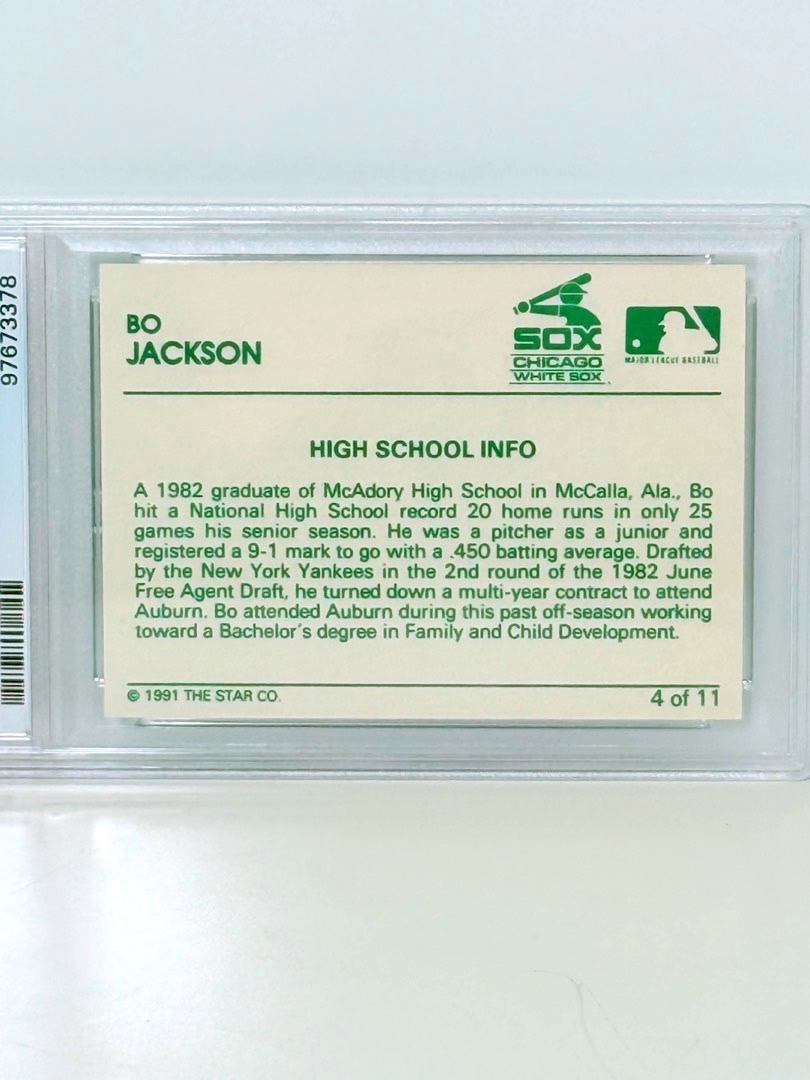 97673378
BO
JACKSON
SOX
CHICAGO
WHITE SOX
MAJOR LEAGUE BASEBALL
HIGH SCHOOL INFO
A 1982 graduate of McAdory High School in McCalla, Ala., Bo
hit a National High School record 20 home runs in only 25
games his senior season. He was a pitcher as a junior and
registered a 9-1 mark to go with a .450 batting average. Drafted
by the New York Yankees in the 2nd round of the 1982 June
Free Agent Draft, he turned down a multi-year contract to attend
Auburn. Bo attended Auburn during this past off-season working
toward a Bachelor's degree in Family and Child Development.
© 1991 THE STAR CO.
4 of 11